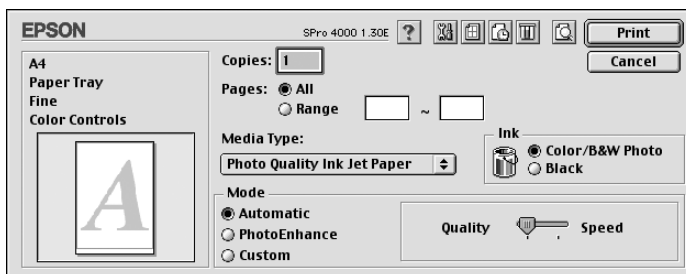 EPSON
SPro 4000 1.30E
?
Print
Cancel
A4
Paper Tray
Fine
Color Controls
A
Copies: 1
Pages: All
Range ~
Media Type:
Photo Quality Ink Jet Paper
Ink
Color/B&W Photo
Black
Mode
Automatic
PhotoEnhance
Custom
Quality Speed